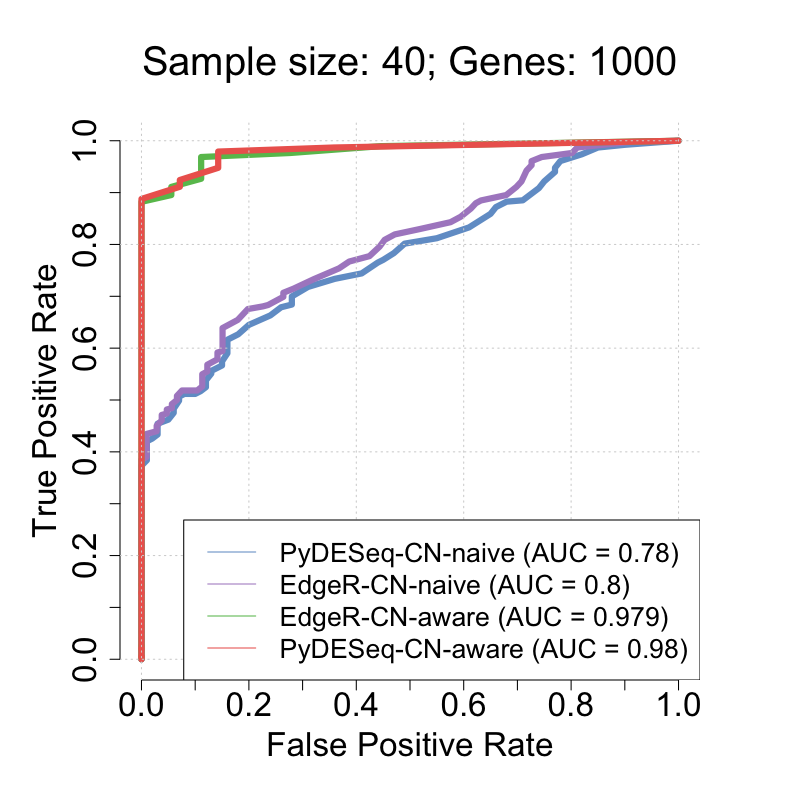 Sample size: 40; Genes: 1000
True Positive Rate
1.0
0.8
0.6
0.4
0.2
0.0
PyDESeq-CN-naive (AUC = 0.78)
EdgeR-CN-naive (AUC = 0.8)
EdgeR-CN-aware (AUC = 0.979)
PyDESeq-CN-aware (AUC = 0.98)
0.0 0.2 0.4 0.6 0.8 1.0
False Positive Rate